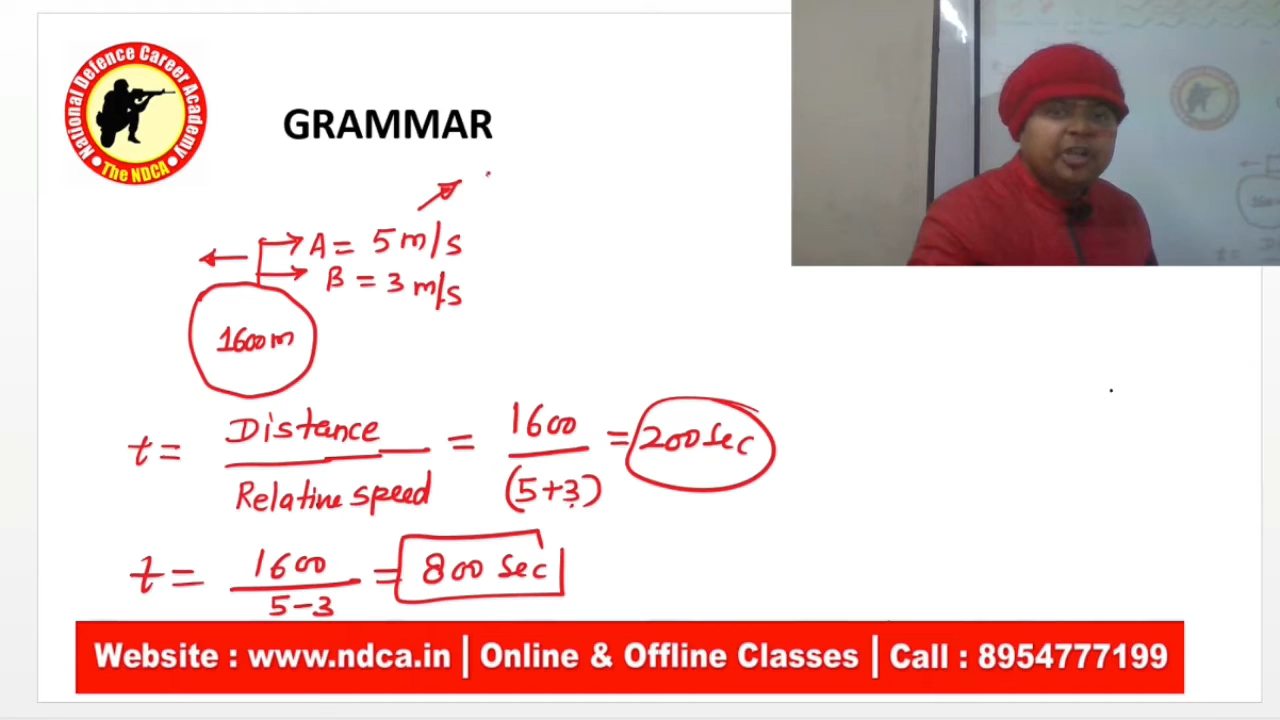 National Defence Career Academy
• The NDCA •
GRAMMAR
A = 5 m/s
B = 3 m/s
1600 m
t = Distance / Relative speed = 1600 / (5+3) = 200 Sec
t = 1600 / 5-3 = 800 Sec
Website : www.ndca.in | Online & Offline Classes | Call : 8954777199